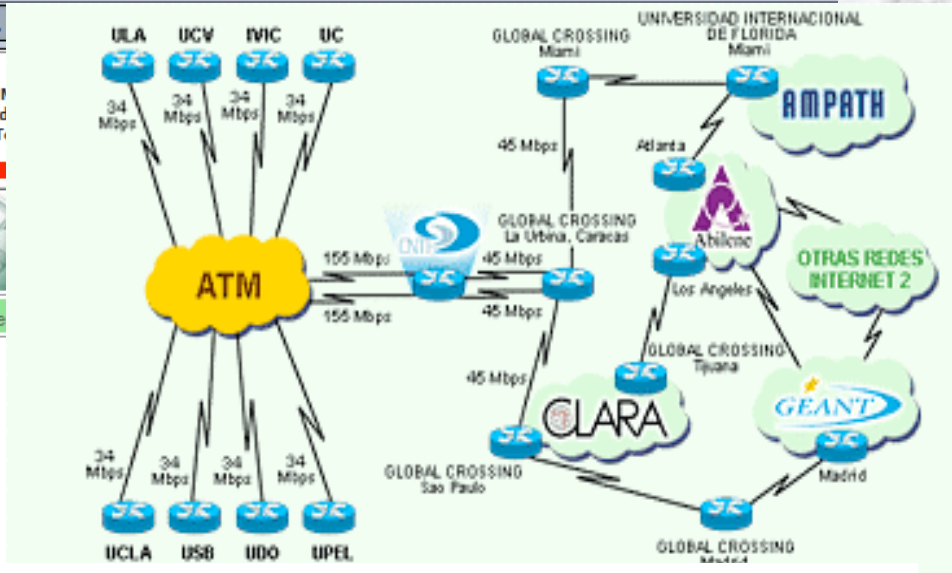 ULA
UCV
IVIC
UC
34
Mbps
34
Mbps
34
Mbps
34
Mbps
ATM
155 Mbps
155 Mbps
CNTI
45 Mbps
45 Mbps
GLOBAL CROSSING
Miami
UNIVERSIDAD INTERNACIONAL
DE FLORIDA
Miami
AMPATH
45 Mbps
Atlanta
Abilene
GLOBAL CROSSING
La Urbina, Caracas
Los Angeles
OTRAS REDES
INTERNET 2
GLOBAL CROSSING
Tijuana
45 Mbps
CLARA
GÉANT
Madrid
GLOBAL CROSSING
Sao Paulo
GLOBAL CROSSING
Madrid
34
Mbps
34
Mbps
34
Mbps
34
Mbps
UCLA
USB
UDO
UPEL